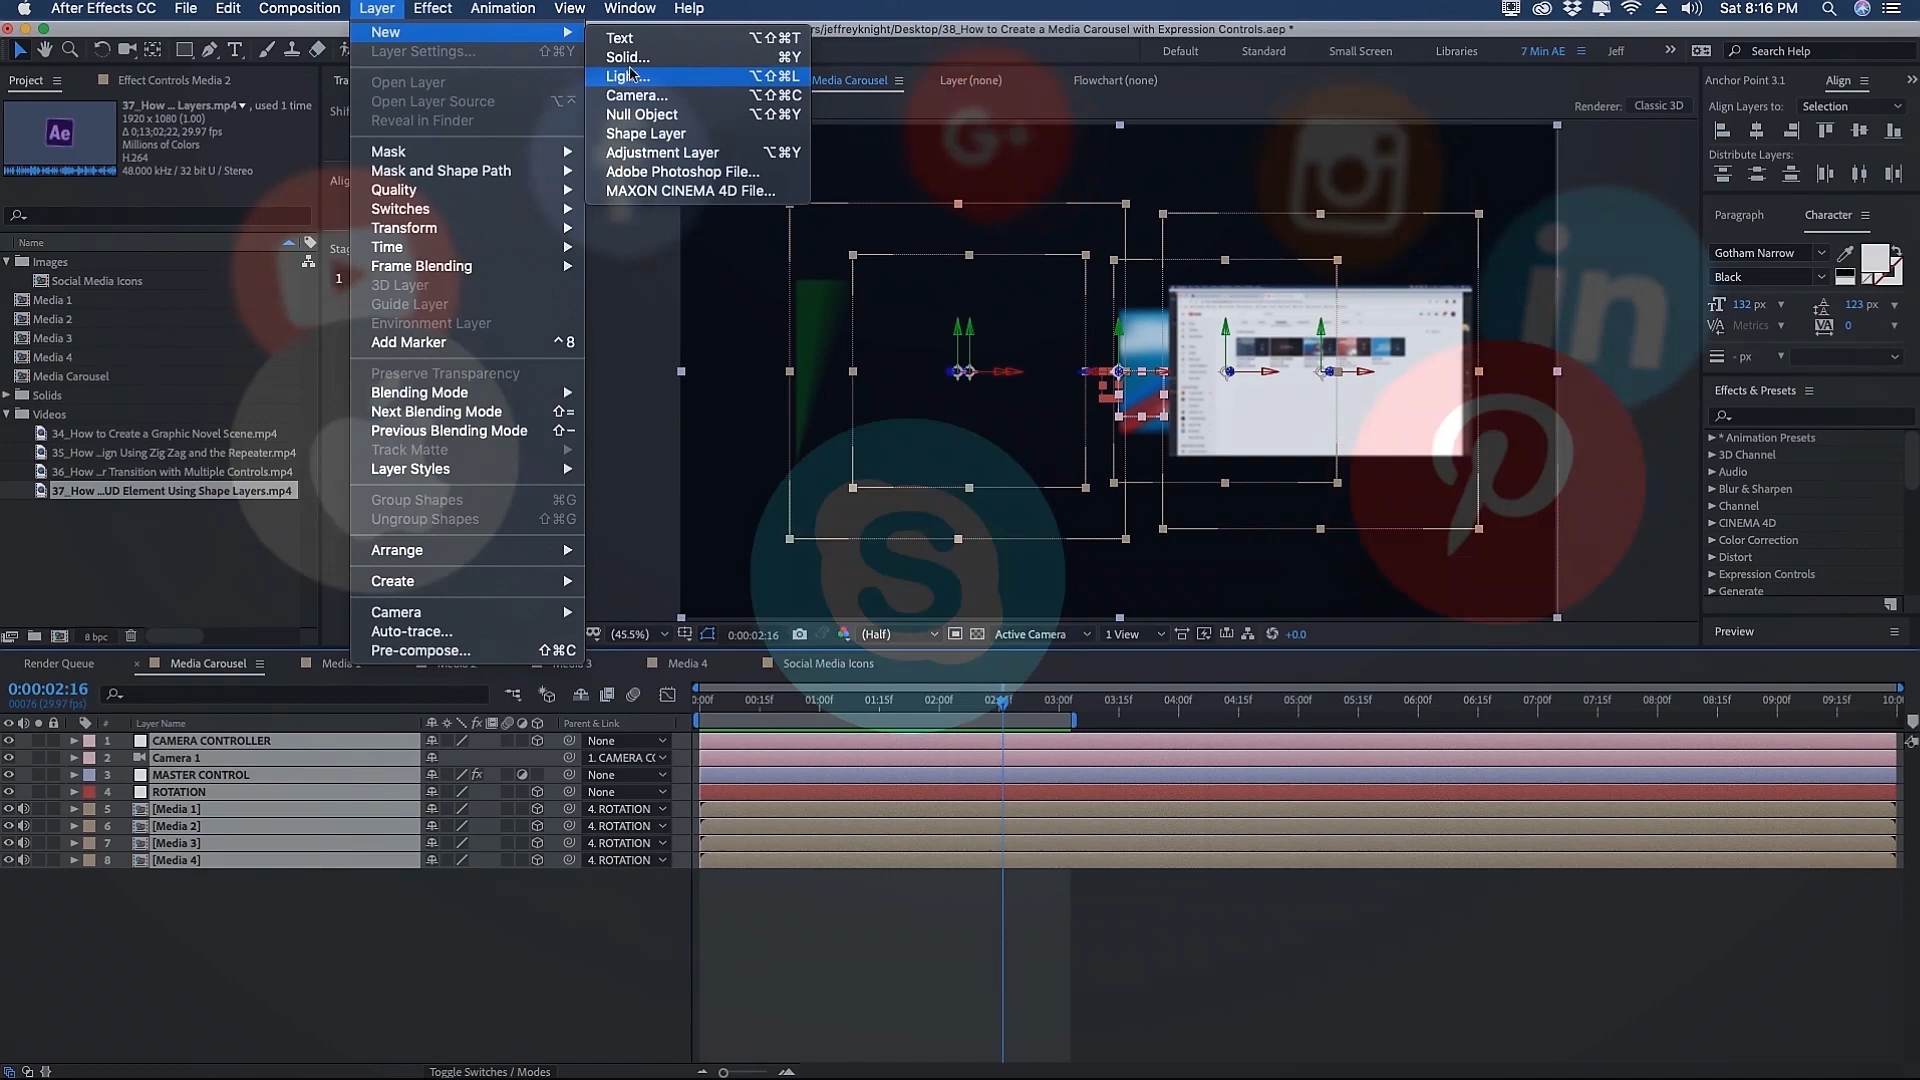 After Effects CC File Edit Composition Layer Effect Animation View Window Help Sat 8:16 PM
rs/jeffreyknight/Desktop/38_How to Create a Media Carousel with Expression Controls.aep *
Default Standard Small Screen Libraries 7 Min AE Jeff Search Help
Project Effect Controls Media 2
Media Carousel Layer (none) Flowchart (none)
Renderer: Classic 3D
37_How ... Layers.mp4 , used 1 time
1920 x 1080 (1.00)
Δ 0;13;02;22, 29.97 fps
Millions of Colors
H.264
48.000 kHz / 32 bit U / Stereo
Ae
Name
Images
Social Media Icons
Media 1
Media 2
Media 3
Media 4
Media Carousel
Solids
Videos
34_How to Create a Graphic Novel Scene.mp4
35_How ...ign Using Zig Zag and the Repeater.mp4
36_How ...r Transition with Multiple Controls.mp4
37_How ...UD Element Using Shape Layers.mp4
8 bpc
New
Layer Settings... ⇧⌘Y
Open Layer
Open Layer Source
Reveal in Finder
Mask
Mask and Shape Path
Quality
Switches
Transform
Time
Frame Blending
3D Layer
Guide Layer
Environment Layer
Add Marker ^ 8
Preserve Transparency
Blending Mode
Next Blending Mode ⇧=
Previous Blending Mode ⇧−
Track Matte
Layer Styles
Group Shapes ⌘G
Ungroup Shapes ⇧⌘G
Arrange
Create
Camera
Auto-trace...
Pre-compose... ⇧⌘C
Text ⌥⇧⌘T
Solid... ⌘Y
⌥⇧⌘L
Camera... ⌥⇧⌘C
Null Object ⌥⇧⌘Y
Shape Layer
Adjustment Layer ⌥⌘Y
Adobe Photoshop File...
MAXON CINEMA 4D File...
G+
in
S
Anchor Point 3.1 Align
Align Layers to: Selection
Distribute Layers:
Paragraph Character
Gotham Narrow
Black
132 px 123 px
Metrics 0
- px
Effects & Presets
* Animation Presets
3D Channel
Audio
Blur & Sharpen
Channel
CINEMA 4D
Color Correction
Distort
Expression Controls
Generate
Preview
(45.5%) 0:00:02:16 (Half) Active Camera 1 View +0.0
Render Queue Media Carousel Media 4 Social Media Icons
0:00:02:16
00076 (29.97 fps)
00:15f 01:00f 01:15f 02:00f 03:00f 03:15f 04:00f 04:15f 05:00f 05:15f 06:00f 06:15f 07:00f 07:15f 08:00f 08:15f 09:00f 09:15f
# Layer Name Parent & Link
1 CAMERA CONTROLLER None
2 Camera 1 1. CAMERA C
3 MASTER CONTROL fx None
4 ROTATION None
5 [Media 1] 4. ROTATION
6 [Media 2] 4. ROTATION
7 [Media 3] 4. ROTATION
8 [Media 4] 4. ROTATION
Toggle Switches / Modes